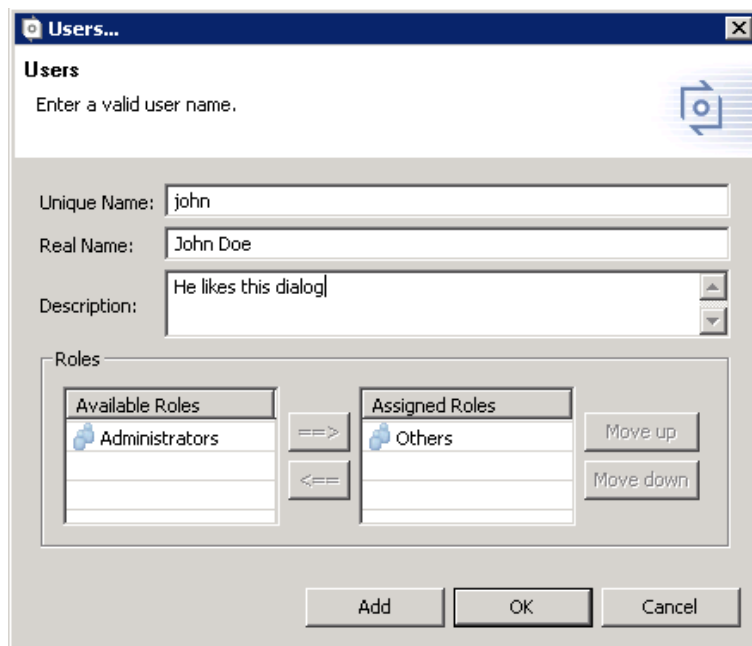 Users...
Users
Enter a valid user name.
Unique Name: john
Real Name: John Doe
Description: He likes this dialog
Roles
Available Roles
Administrators
==>
<==
Assigned Roles
Others
Move up
Move down
Add OK Cancel